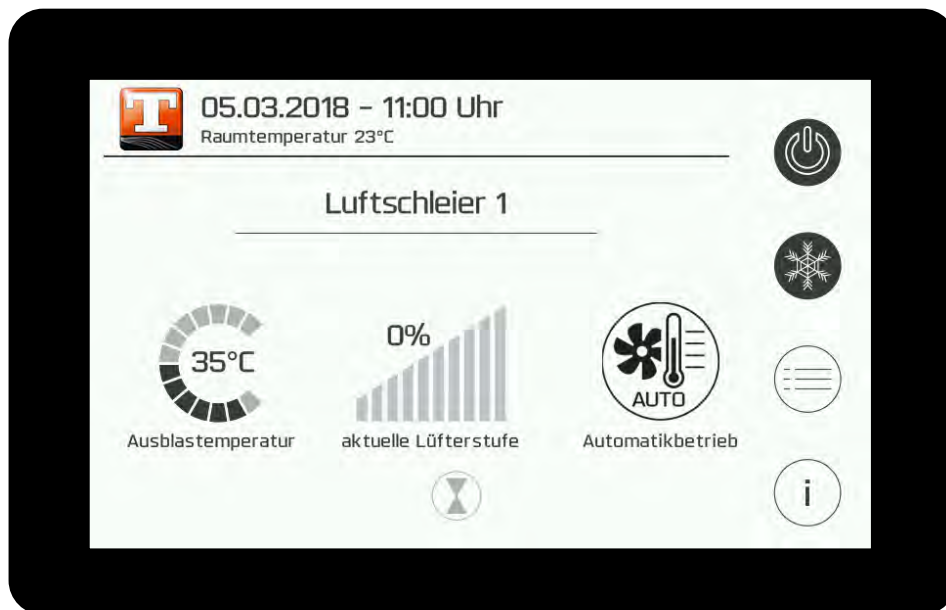 T
05.03.2018 - 11:00 Uhr
Raumtemperatur 23°C
Luftschleier 1
35°C
Ausblastemperatur
0%
aktuelle Lüfterstufe
AUTO
Automatikbetrieb
i